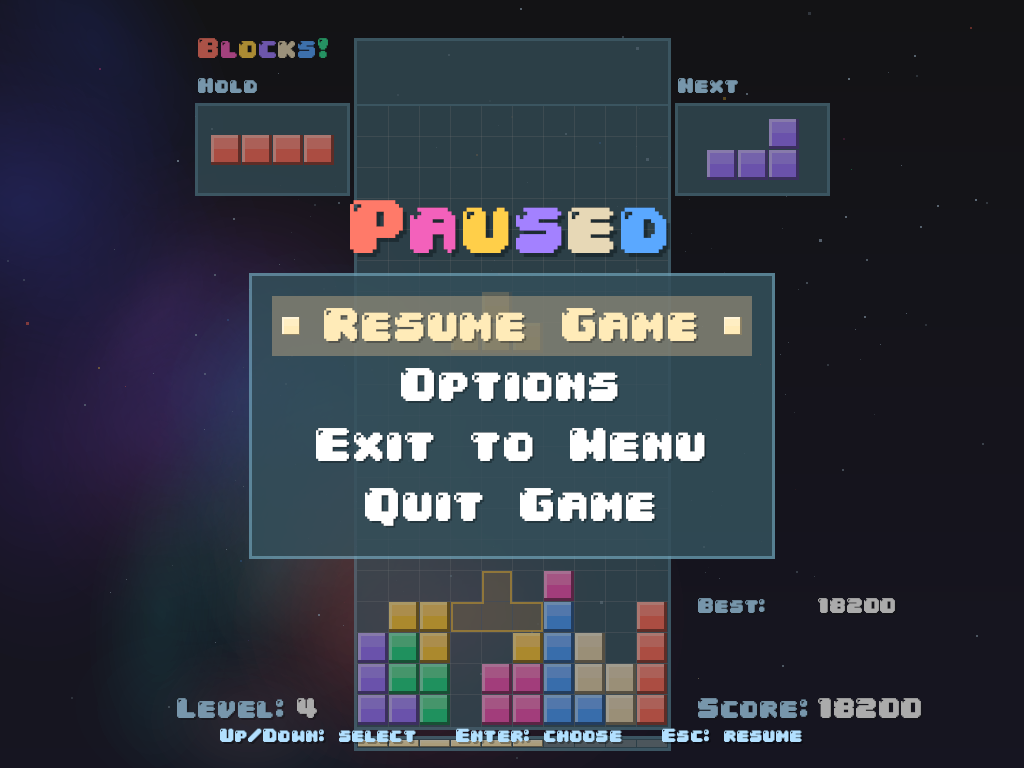 Blocks!
Hold
Next
Paused
Resume Game
Options
Exit to Menu
Quit Game
Best: 18200
Level: 4
Score: 18200
Up/Down: select Enter: choose Esc: resume